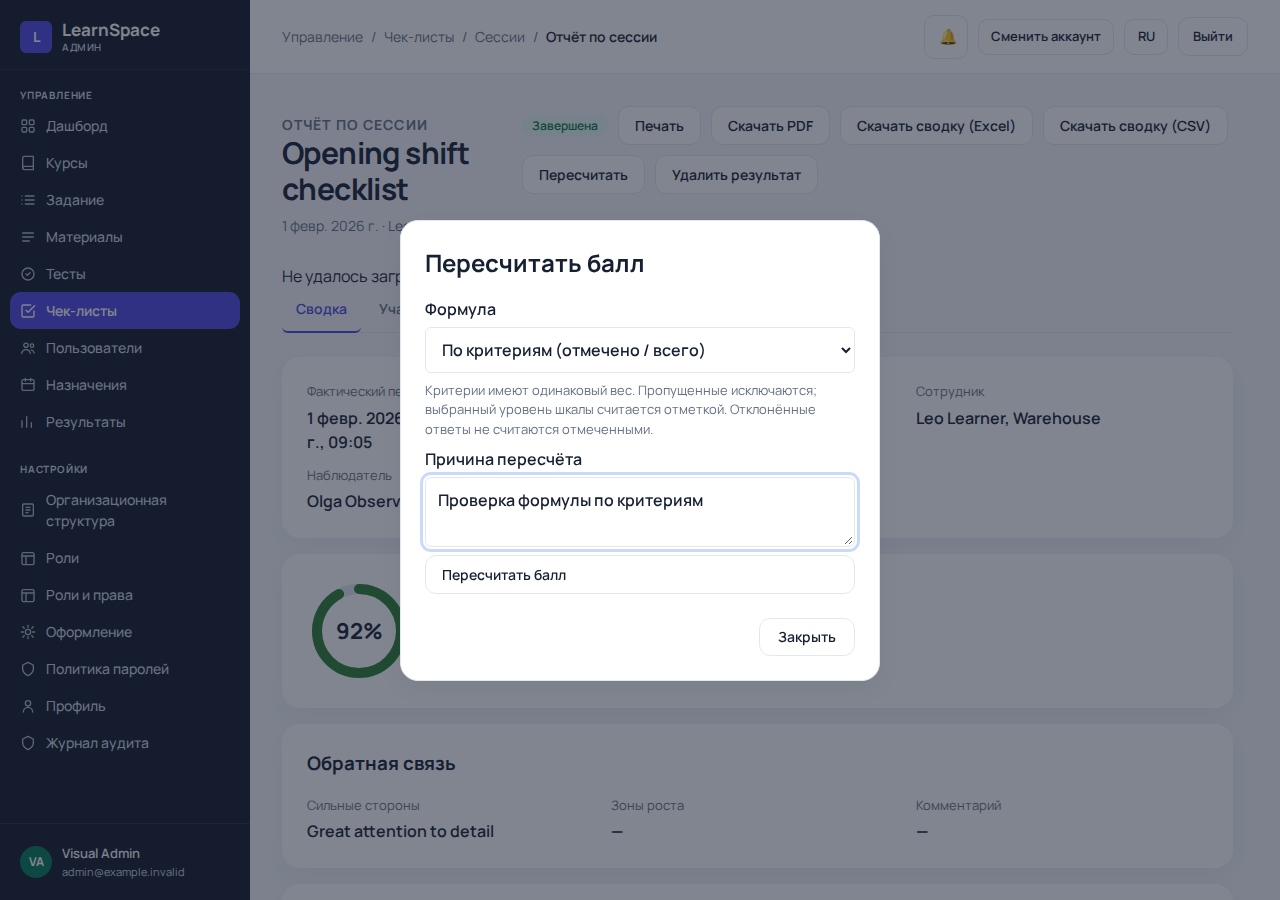 L
LearnSpace
АДМИН
УПРАВЛЕНИЕ
Дашборд
Курсы
Задание
Материалы
Тесты
Чек-листы
Пользователи
Назначения
Результаты
НАСТРОЙКИ
Организационная
структура
Роли
Роли и права
Оформление
Политика паролей
Профиль
Журнал аудита
VA
Visual Admin
admin@example.invalid
Управление / Чек-листы / Сессии / Отчёт по сессии
Сменить аккаунт
RU
Выйти
ОТЧЁТ ПО СЕССИИ
Opening shift
checklist
1 февр. 2026 г. ·
Завершена
Печать
Скачать PDF
Скачать сводку (Excel)
Скачать сводку (CSV)
Пересчитать
Удалить результат
Не удалось
Сводка
Пересчитать балл
Формула
По критериям (отмечено / всего)
Критерии имеют одинаковый вес. Пропущенные исключаются;
выбранный уровень шкалы считается отметкой. Отклонённые
ответы не считаются отмеченными.
Причина пересчёта
Проверка формулы по критериям
Пересчитать балл
Закрыть
Фактический
1 февр. 2026
г., 09:05
Сотрудник
Leo Learner, Warehouse
Наблюдатель
Olga
92%
Обратная связь
Сильные стороны
Great attention to detail
Зоны роста
—
Комментарий
—